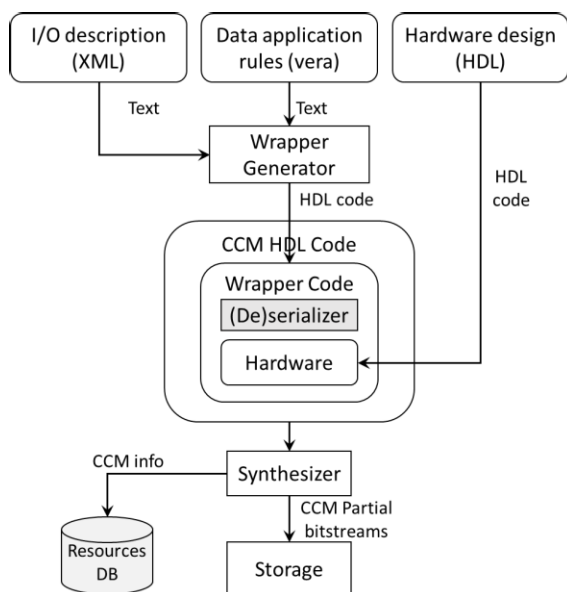 I/O description
(XML)
Data application
rules (vera)
Hardware design
(HDL)
Text
Text
Wrapper
Generator
HDL
code
HDL code
CCM HDL Code
Wrapper Code
(De)serializer
Hardware
CCM info
Synthesizer
CCM Partial
bitstreams
Resources
DB
Storage